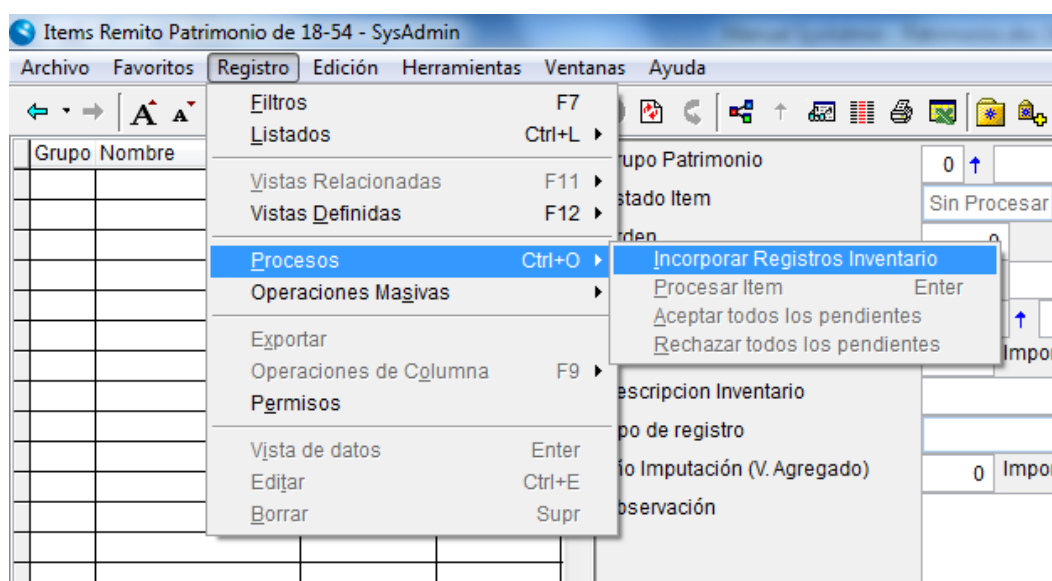 Items Remito Patrimonio de 18-54 - SysAdmin
Archivo Favoritos Registro Edición Herramientas Ventanas Ayuda
Grupo Nombre
Filtros F7
Listados Ctrl+L
Vistas Relacionadas F11
Vistas Definidas F12
Procesos Ctrl+O
Operaciones Masivas
Exportar
Operaciones de Columna F9
Permisos
Vista de datos Enter
Editar Ctrl+E
Borrar Supr
Incorporar Registros Inventario
Procesar Item Enter
Aceptar todos los pendientes
Rechazar todos los pendientes
rupo Patrimonio 0
stado Item Sin Procesar
rden 0
Impo
escripcion Inventario
po de registro
ño Imputación (V. Agregado) 0 Impo
bservación